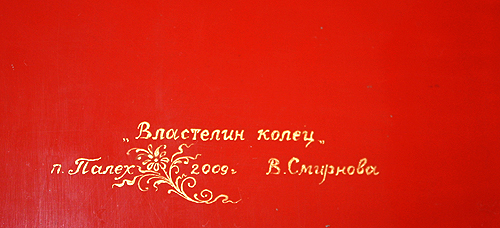 „Властелин колец„
п. Палех 2009г В. Смирнова